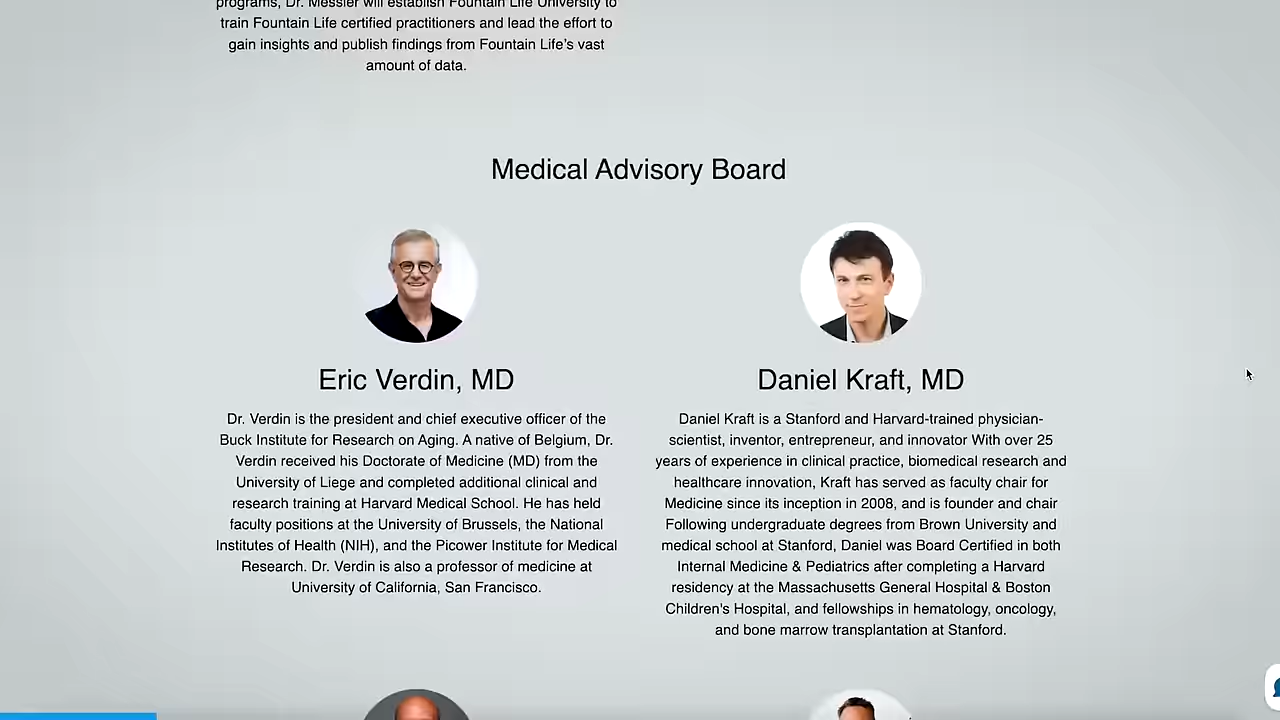 programs, Dr. Messier will establish Fountain Life University to
train Fountain Life certified practitioners and lead the effort to
gain insights and publish findings from Fountain Life's vast
amount of data.
Medical Advisory Board
Eric Verdin, MD
Dr. Verdin is the president and chief executive officer of the
Buck Institute for Research on Aging. A native of Belgium, Dr.
Verdin received his Doctorate of Medicine (MD) from the
University of Liege and completed additional clinical and
research training at Harvard Medical School. He has held
faculty positions at the University of Brussels, the National
Institutes of Health (NIH), and the Picower Institute for Medical
Research. Dr. Verdin is also a professor of medicine at
University of California, San Francisco.
Daniel Kraft, MD
Daniel Kraft is a Stanford and Harvard-trained physician-
scientist, inventor, entrepreneur, and innovator With over 25
years of experience in clinical practice, biomedical research and
healthcare innovation, Kraft has served as faculty chair for
Medicine since its inception in 2008, and is founder and chair
Following undergraduate degrees from Brown University and
medical school at Stanford, Daniel was Board Certified in both
Internal Medicine & Pediatrics after completing a Harvard
residency at the Massachusetts General Hospital & Boston
Children's Hospital, and fellowships in hematology, oncology,
and bone marrow transplantation at Stanford.